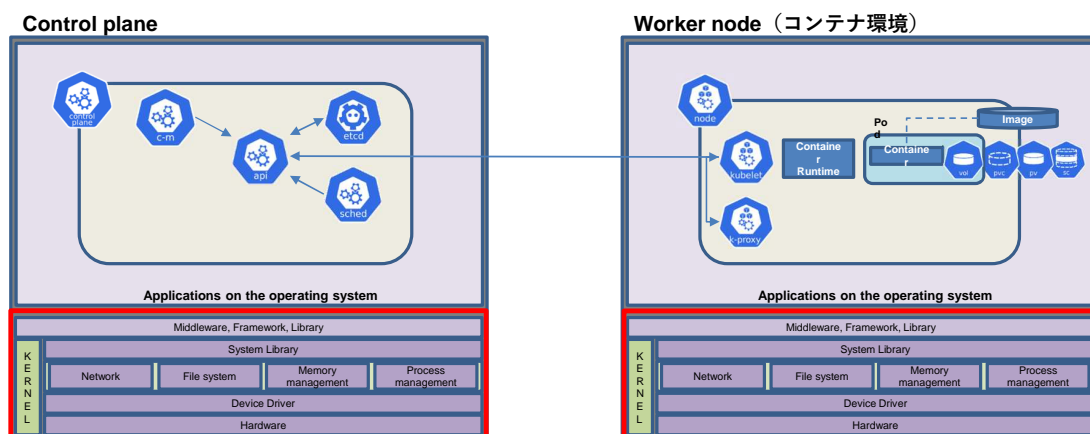 Control plane
Worker node（コンテナ環境）
control
plane
c-m
etcd
api
sched
Applications on the operating system
Middleware, Framework, Library
KERNEL
System Library
Network
File system
Memory
management
Process
management
Device Driver
Hardware
node
Po
d
Image
kubelet
Containe
r
Runtime
Containe
r
vol
pvc
pv
sc
k-proxy
Applications on the operating system
Middleware, Framework, Library
KERNEL
System Library
Network
File system
Memory
management
Process
management
Device Driver
Hardware